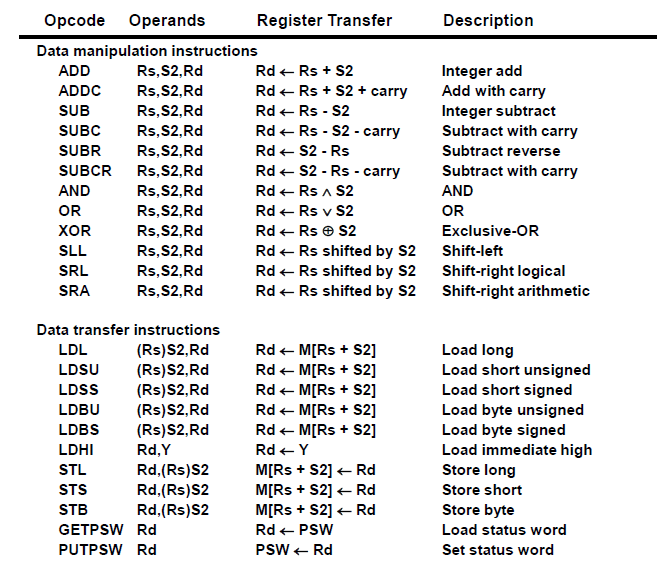 Opcode Operands Register Transfer Description
Data manipulation instructions
ADD Rs,S2,Rd Rd ← Rs + S2 Integer add
ADDC Rs,S2,Rd Rd ← Rs + S2 + carry Add with carry
SUB Rs,S2,Rd Rd ← Rs - S2 Integer subtract
SUBC Rs,S2,Rd Rd ← Rs - S2 - carry Subtract with carry
SUBR Rs,S2,Rd Rd ← S2 - Rs Subtract reverse
SUBCR Rs,S2,Rd Rd ← S2 - Rs - carry Subtract with carry
AND Rs,S2,Rd Rd ← Rs ∧ S2 AND
OR Rs,S2,Rd Rd ← Rs ∨ S2 OR
XOR Rs,S2,Rd Rd ← Rs ⊕ S2 Exclusive-OR
SLL Rs,S2,Rd Rd ← Rs shifted by S2 Shift-left
SRL Rs,S2,Rd Rd ← Rs shifted by S2 Shift-right logical
SRA Rs,S2,Rd Rd ← Rs shifted by S2 Shift-right arithmetic
Data transfer instructions
LDL (Rs)S2,Rd Rd ← M[Rs + S2] Load long
LDSU (Rs)S2,Rd Rd ← M[Rs + S2] Load short unsigned
LDSS (Rs)S2,Rd Rd ← M[Rs + S2] Load short signed
LDBU (Rs)S2,Rd Rd ← M[Rs + S2] Load byte unsigned
LDBS (Rs)S2,Rd Rd ← M[Rs + S2] Load byte signed
LDHI Rd,Y Rd ← Y Load immediate high
STL Rd,(Rs)S2 M[Rs + S2] ← Rd Store long
STS Rd,(Rs)S2 M[Rs + S2] ← Rd Store short
STB Rd,(Rs)S2 M[Rs + S2] ← Rd Store byte
GETPSW Rd Rd ← PSW Load status word
PUTPSW Rd PSW ← Rd Set status word